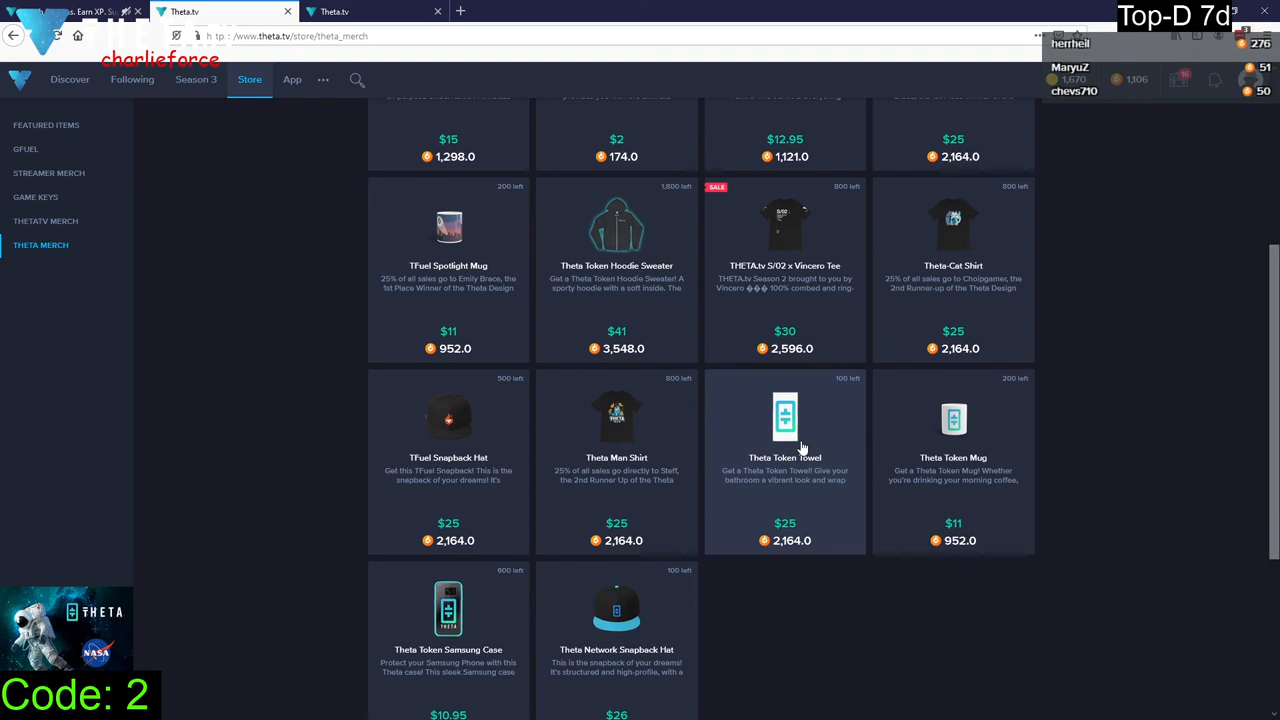 Theta.tv
Theta.tv
Top-D 7d
www.theta.tv/store/theta_merch
charlieforce
herrheil 276
MaryuZ 51
1,670 1,106 16
chevs710 50
Discover Following Season 3 Store App
FEATURED ITEMS
GFUEL
STREAMER MERCH
GAME KEYS
THETATV MERCH
THETA MERCH
$15
1,298.0
$2
174.0
$12.95
1,121.0
$25
2,164.0
200 left
TFuel Spotlight Mug
25% of all sales go to Emily Brace, the
1st Place Winner of the Theta Design
$11
952.0
1,800 left
Theta Token Hoodie Sweater
Get a Theta Token Hoodie Sweater! A
sporty hoodie with a soft inside. The
$41
3,548.0
SALE 800 left
S/02
THETA.tv S/02 x Vincero Tee
THETA.tv Season 2 brought to you by
Vincero ��� 100% combed and ring-
$30
2,596.0
800 left
Theta-Cat Shirt
25% of all sales go to Choipgamer,
the 2nd Runner-up of the Theta Design
$25
2,164.0
500 left
TFuel Snapback Hat
Get this TFuel Snapback! This is the
snapback of your dreams! It's
$25
2,164.0
800 left
THETA
Theta Man Shirt
25% of all sales go directly to Steff,
the 2nd Runner Up of the Theta
$25
2,164.0
100 left
Theta Token Towel
Get a Theta Token Towel! Give your
bathroom a vibrant look and wrap
$25
2,164.0
200 left
Theta Token Mug
Get a Theta Token Mug! Whether
you're drinking your morning coffee,
$11
952.0
600 left
Theta Token Samsung Case
Protect your Samsung Phone with this
Theta case! This sleek Samsung case
$10.95
100 left
Theta Network Snapback Hat
This is the snapback of your dreams!
It's structured and high-profile, with a
$26
THETA
NASA
Code: 2